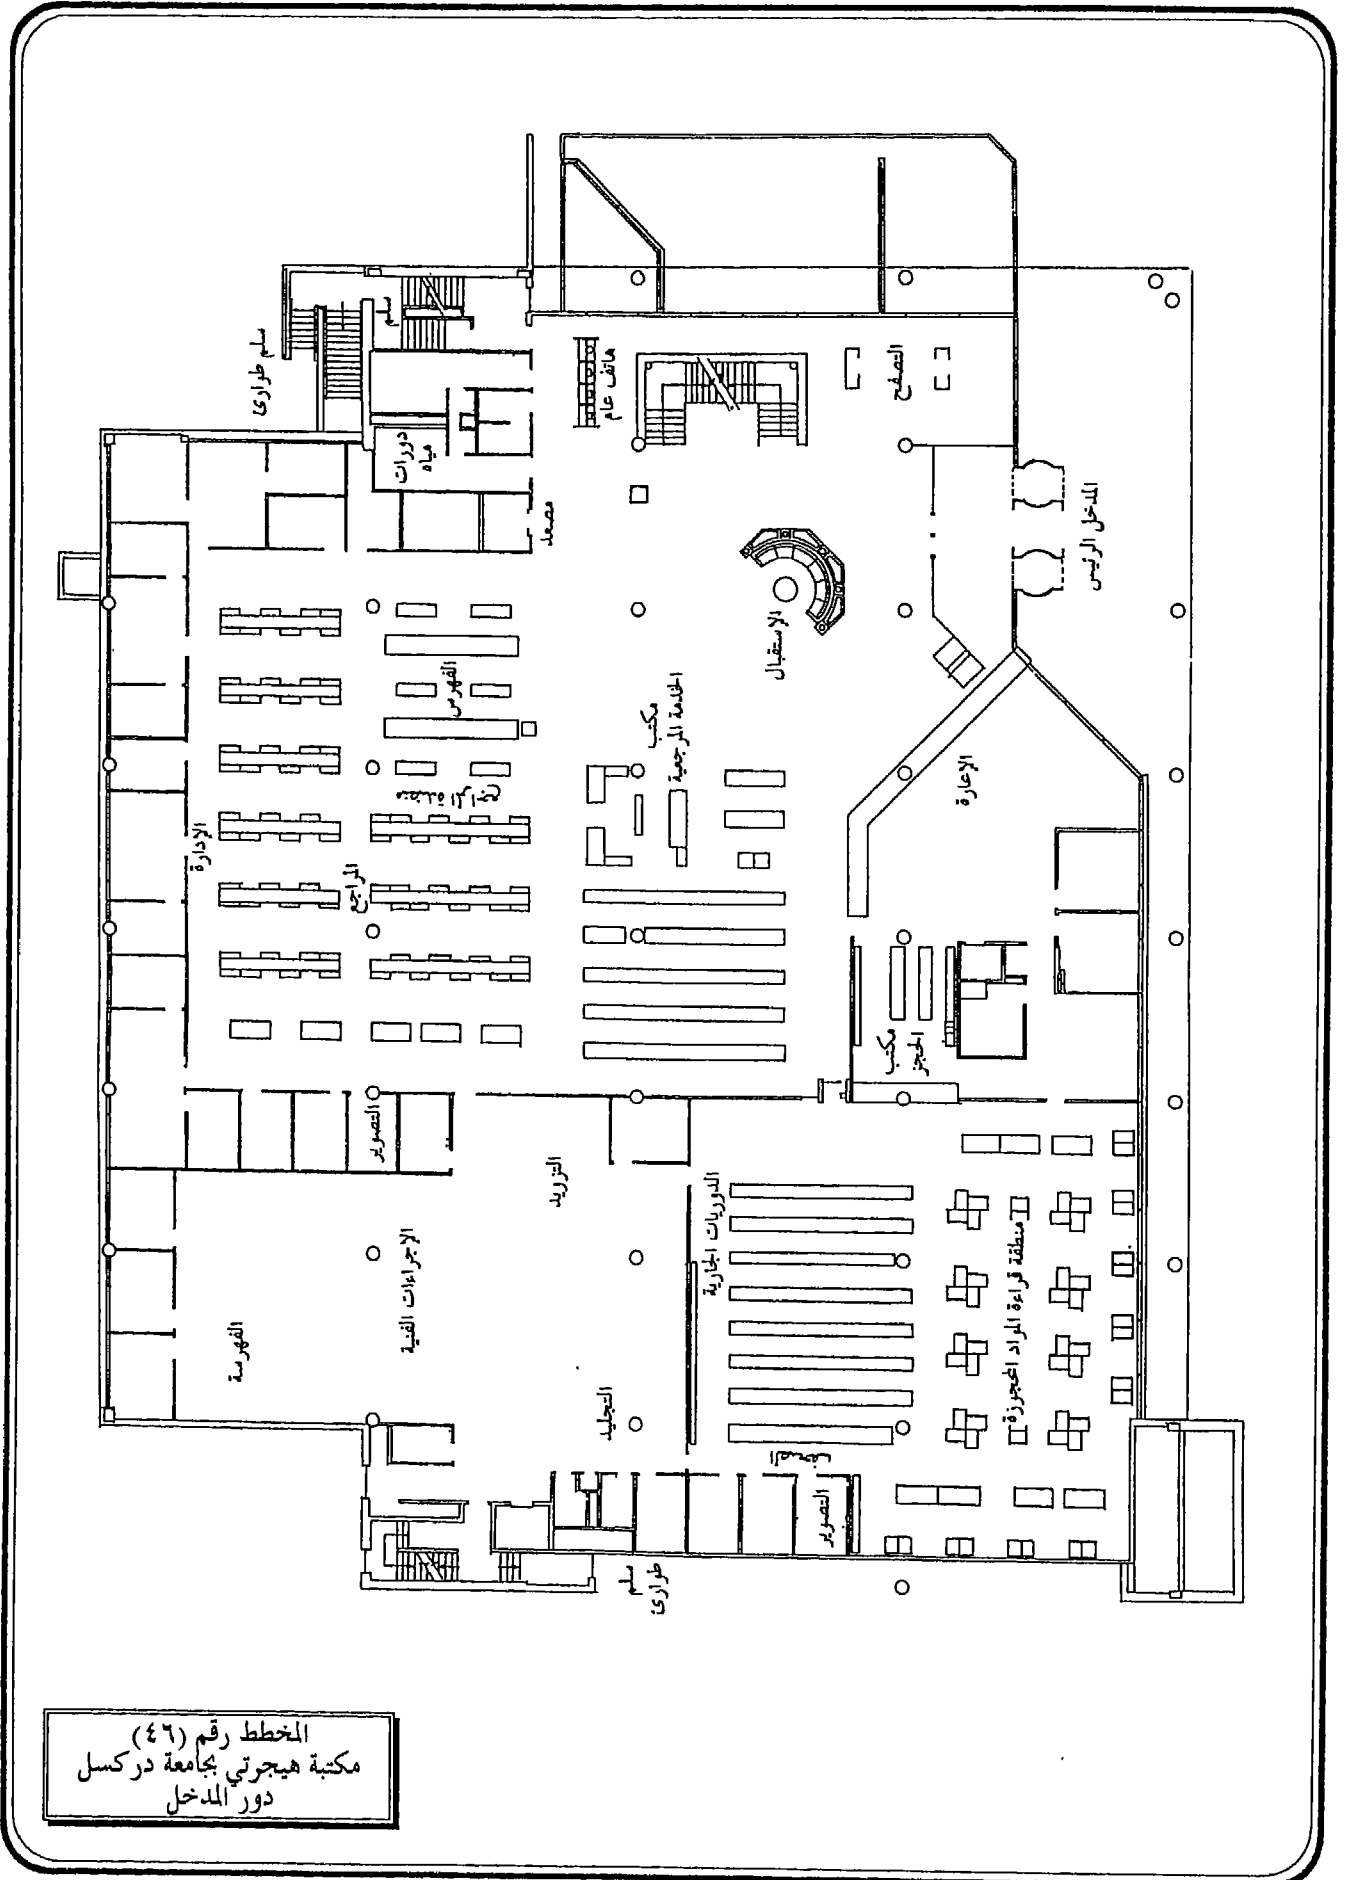 سلم طوارئ
سلم
هاتف عام
التصفح
دورات
مياه
مصعد
المدخل الرئيس
الاستقبال
الفهرس
مكتب
الخدمة المرجعية
الإعارة
الإدارة
المراجع
مكتب
الحجز
التصوير
التزويد
الدوريات الجارية
الإجراءات الفنية
منطقة قراءة المواد المحجوزة
الفهرسة
التجليد
التصوير
سلم
طوارئ
المخطط رقم (٤٦)
مكتبة هيجرتي بجامعة دركسل
دور المدخل